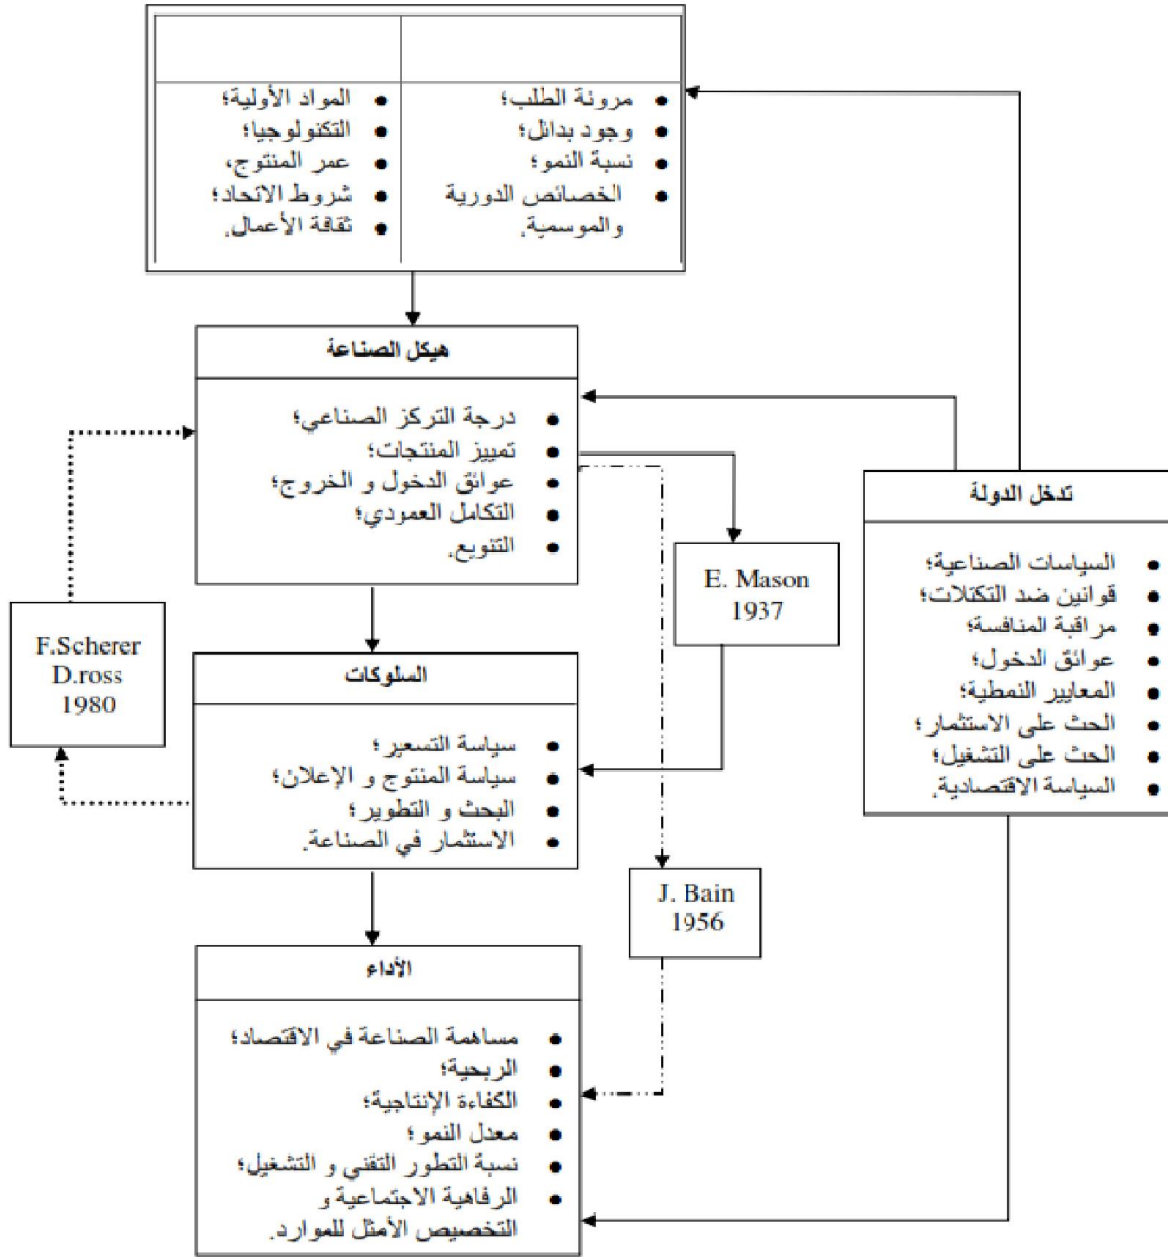 مرونة الطلب؛
وجود بدائل؛
نسبة النمو؛
الخصائص الدورية
والموسمية.
المواد الأولية؛
التكنولوجيا؛
عمر المنتوج،
شروط الاتحاد؛
ثقافة الأعمال.
هيكل الصناعة
درجة التركز الصناعي؛
تمييز المنتجات؛
عوائق الدخول و الخروج؛
التكامل العمودي؛
التنويع.
تدخل الدولة
السياسات الصناعية؛
قوانين ضد التكتلات؛
مراقبة المنافسة؛
عوائق الدخول؛
المعايير النمطية؛
الحث على الاستثمار؛
الحث على التشغيل؛
السياسة الاقتصادية.
E. Mason
1937
F.Scherer
D.ross
1980
السلوكات
سياسة التسعير؛
سياسة المنتوج و الإعلان؛
البحث و التطوير؛
الاستثمار في الصناعة.
J. Bain
1956
الأداء
مساهمة الصناعة في الاقتصاد؛
الربحية؛
الكفاءة الإنتاجية؛
معدل النمو؛
نسبة التطور التقني و التشغيل؛
الرفاهية الاجتماعية و
التخصيص الأمثل للموارد.